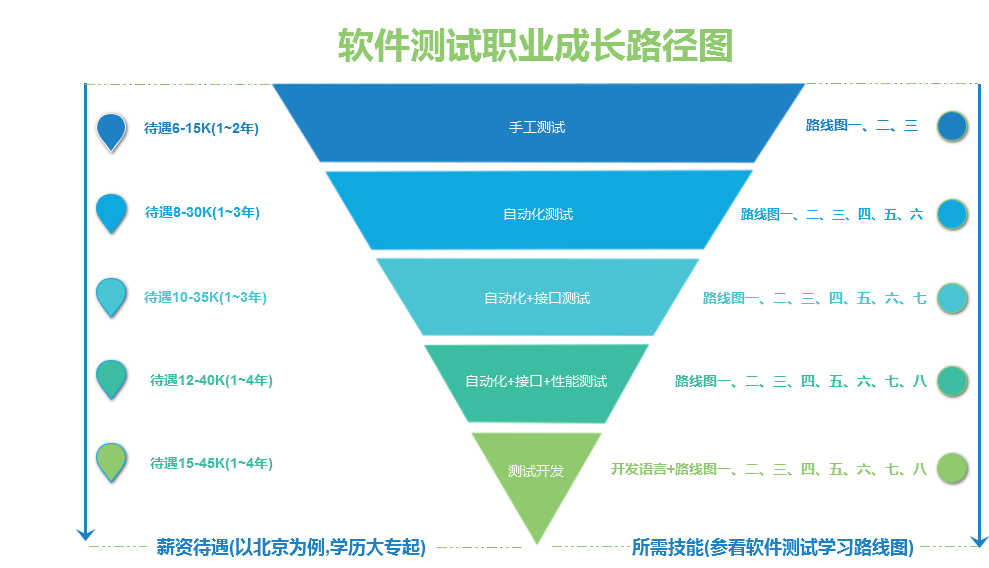 软件测试职业成长路径图
待遇6-15K(1~2年)
手工测试
路线图一、二、三
待遇8-30K(1~3年)
自动化测试
路线图一、二、三、四、五、六
待遇10-35K(1~3年)
自动化+接口测试
路线图一、二、三、四、五、六、七
待遇12-40K(1~4年)
自动化+接口+性能测试
路线图一、二、三、四、五、六、七、八
待遇15-45K(1~4年)
测试开发
开发语言+路线图一、二、三、四、五、六、七、八
薪资待遇(以北京为例,学历大专起)
所需技能(参看软件测试学习路线图)